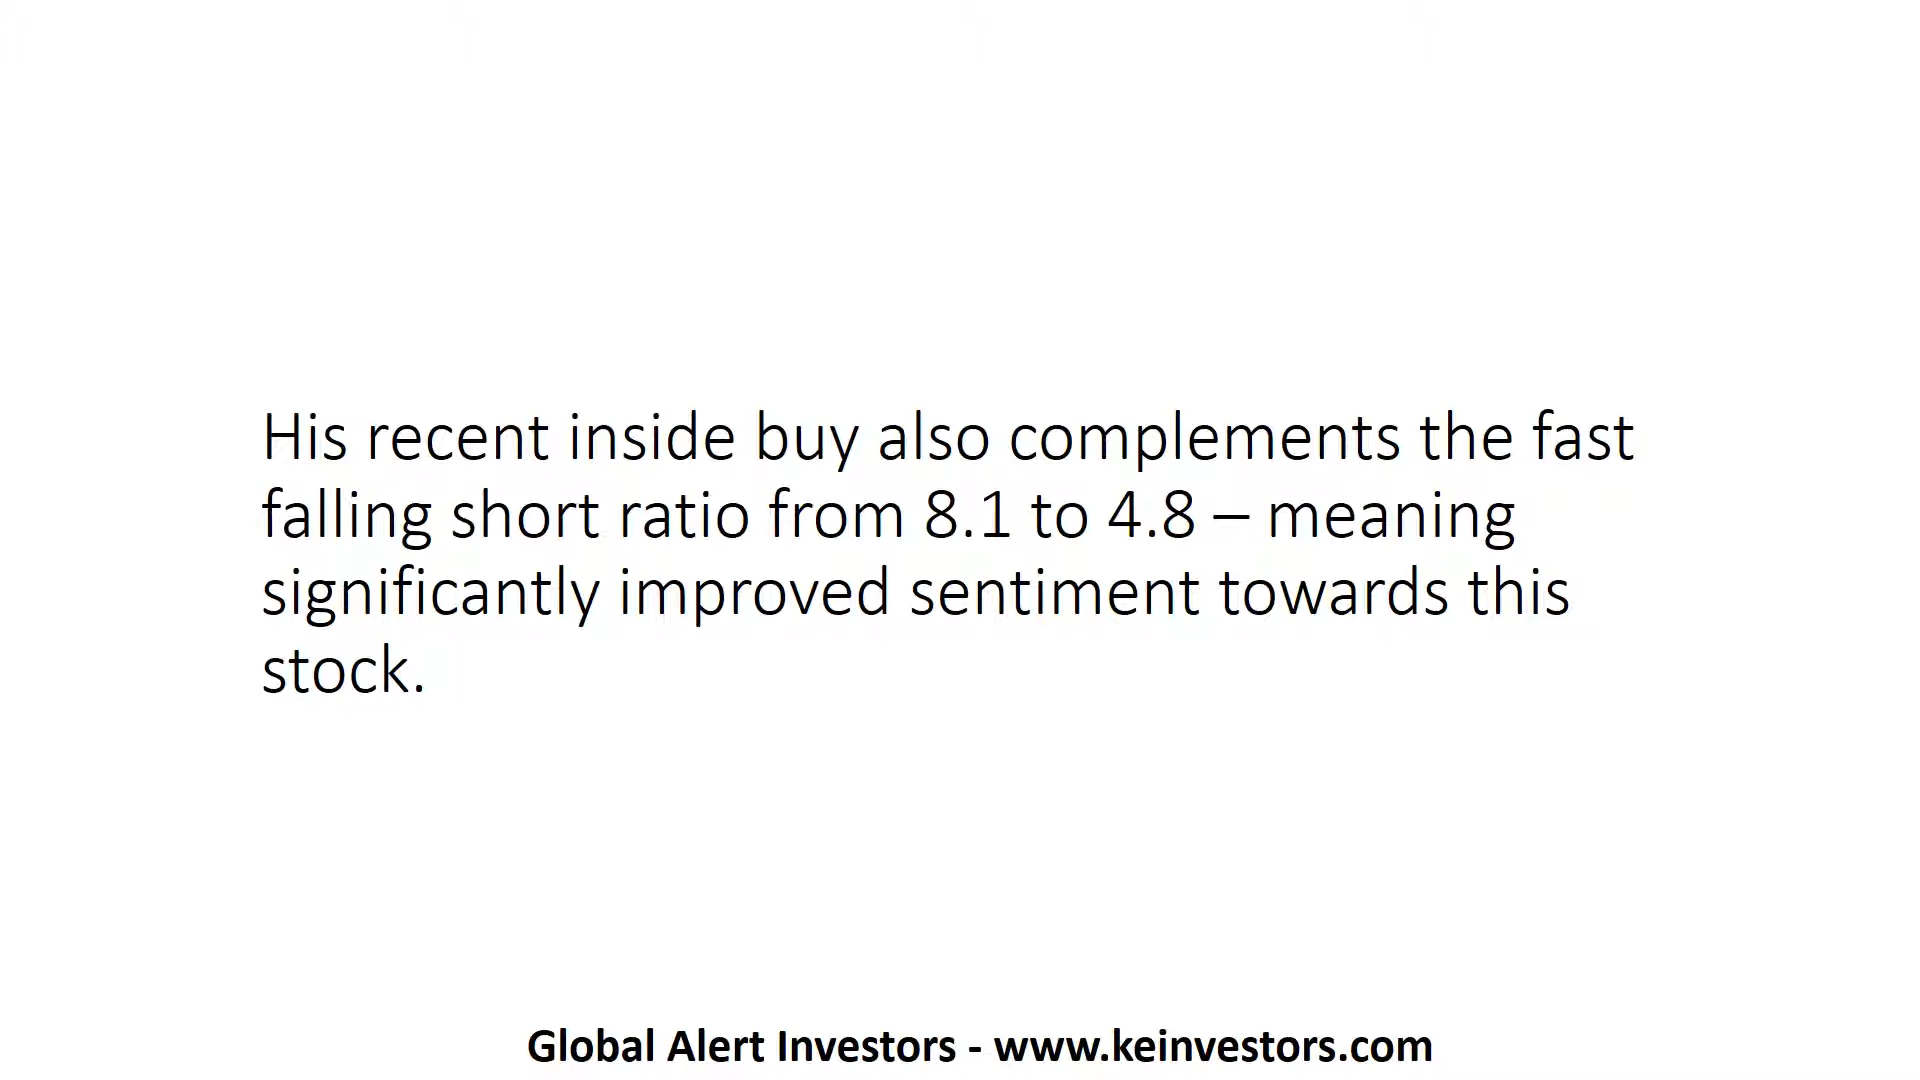 His recent inside buy also complements the fast
falling short ratio from 8.1 to 4.8 – meaning
significantly improved sentiment towards this
stock.
Global Alert Investors - www.keinvestors.com